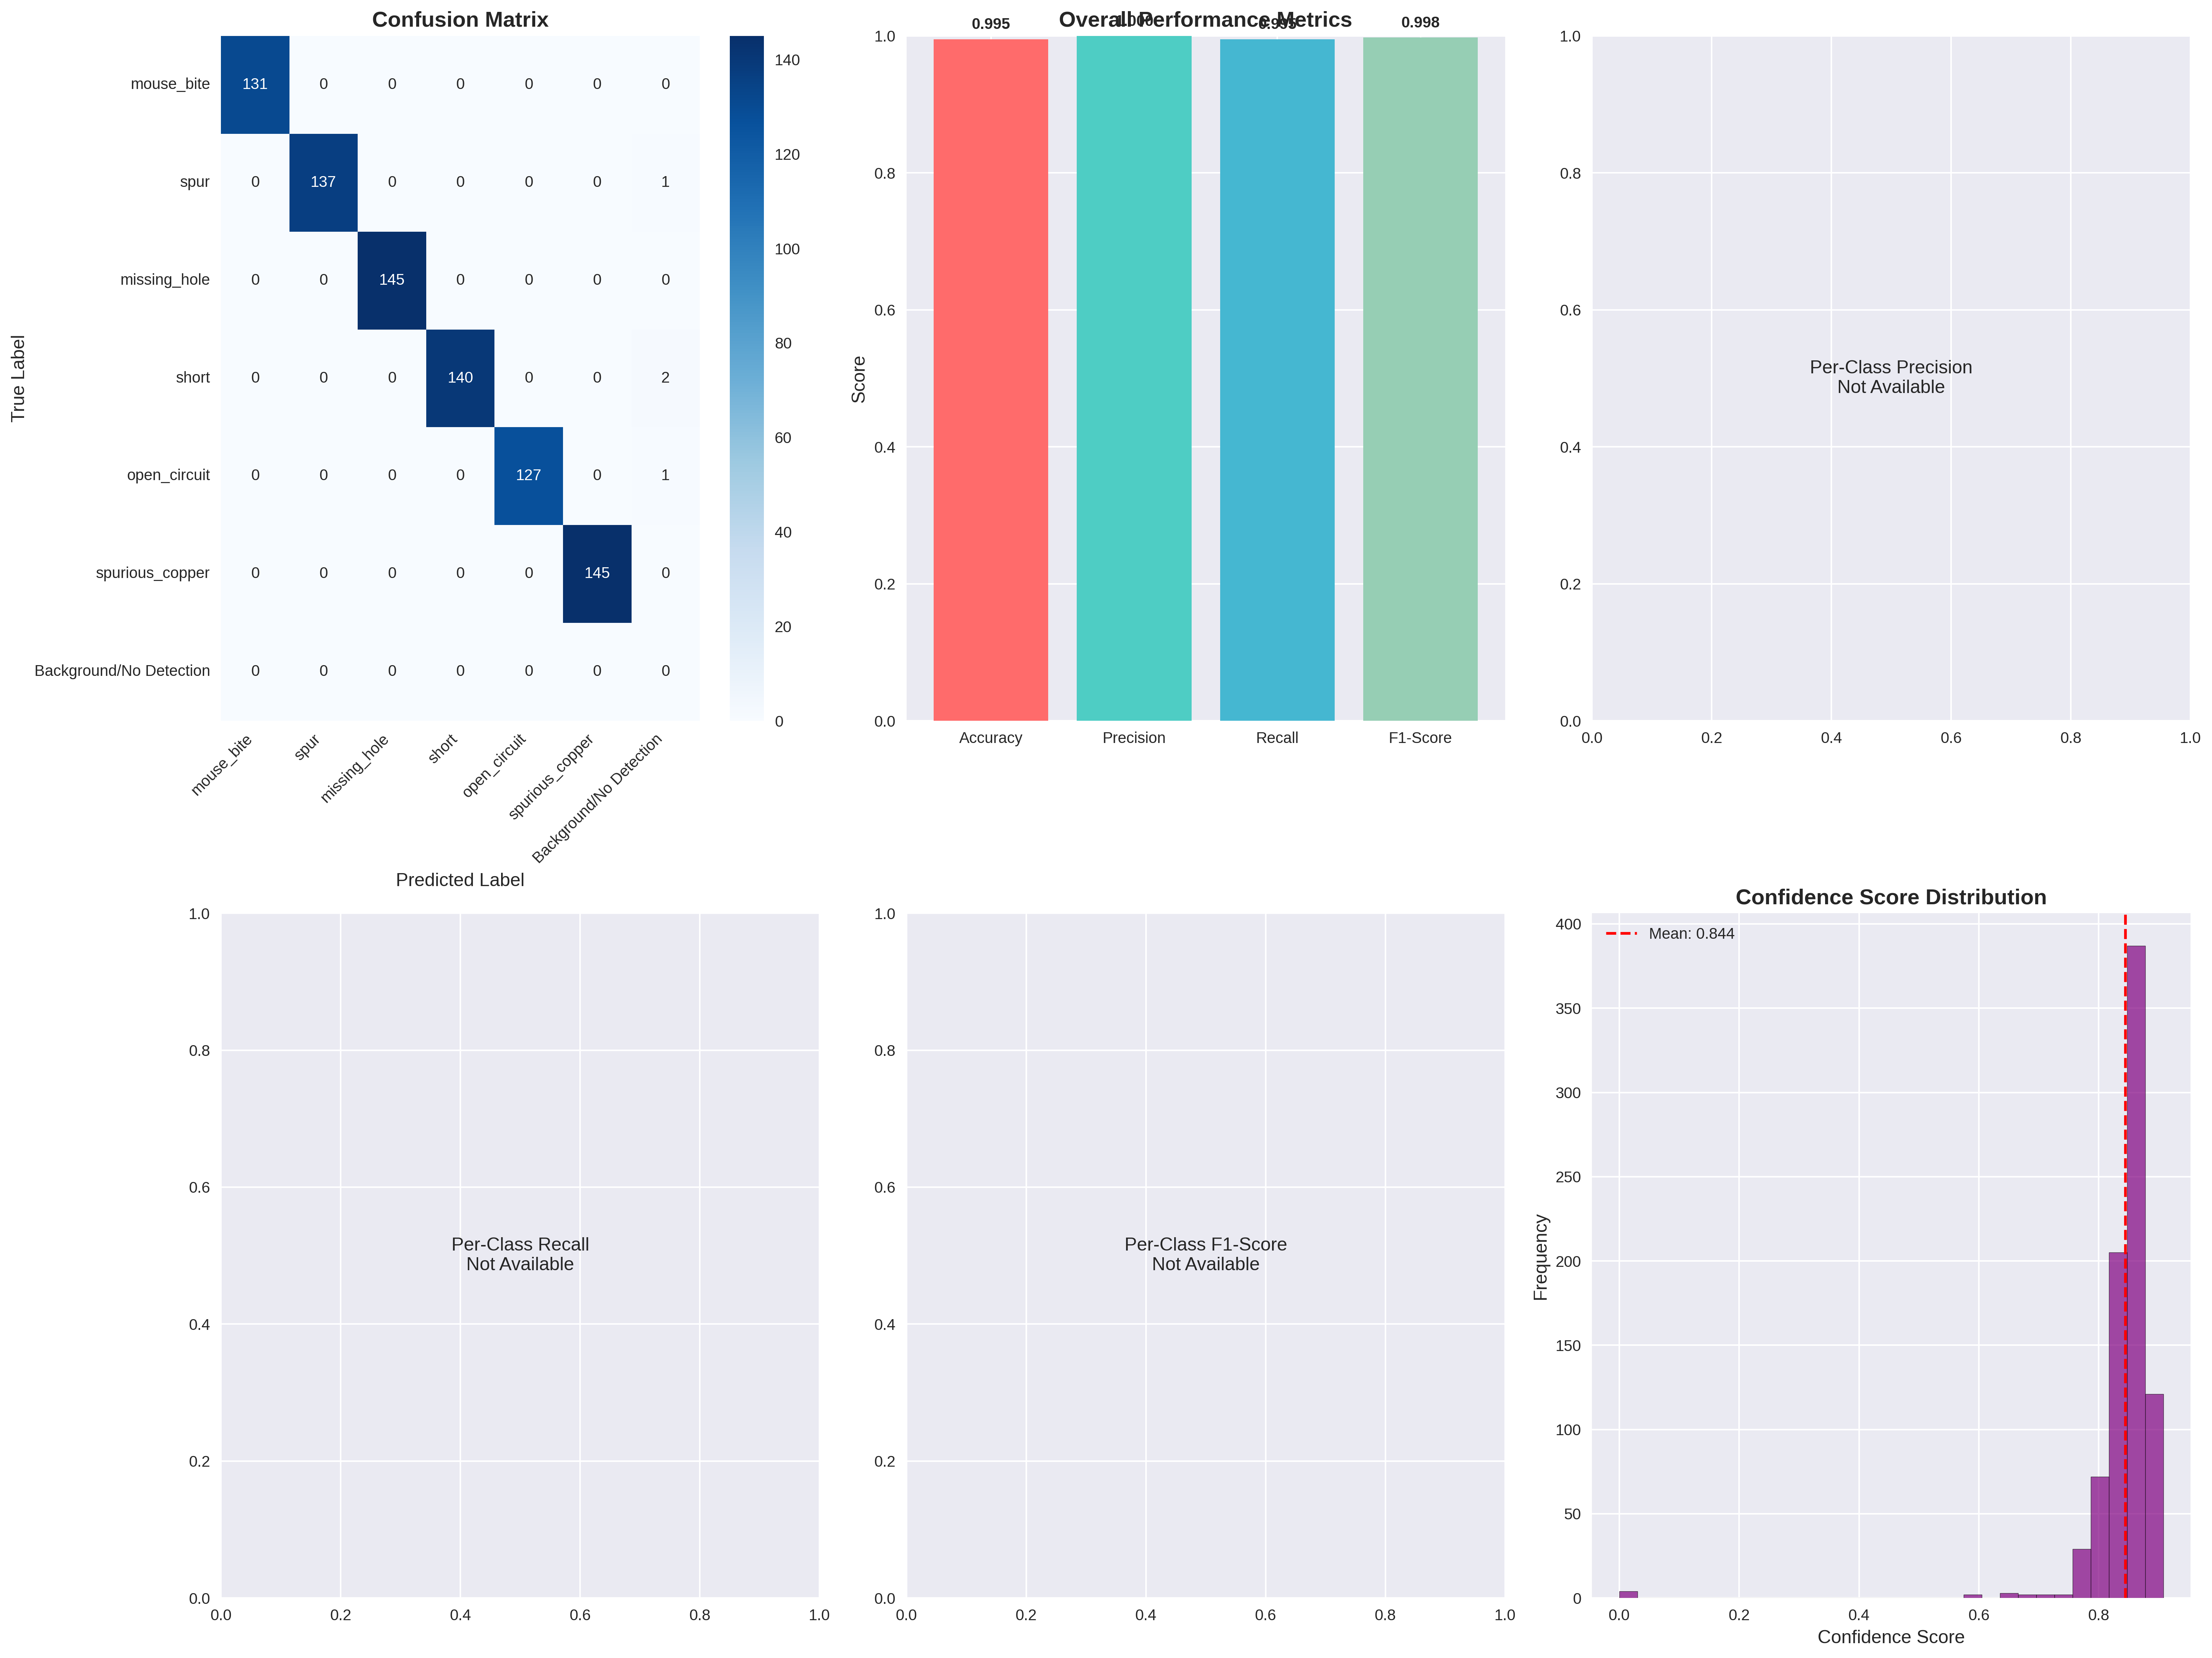 Confusion Matrix
True Label
mouse_bite 131 0 0 0 0 0 0
spur 0 137 0 0 0 0 1
missing_hole 0 0 145 0 0 0 0
short 0 0 0 140 0 0 2
open_circuit 0 0 0 0 127 0 1
spurious_copper 0 0 0 0 0 145 0
Background/No Detection 0 0 0 0 0 0 0
mouse_bite
spur
missing_hole
short
open_circuit
spurious_copper
Background/No Detection
Predicted Label
140
120
100
80
60
40
20
0
Overall Performance Metrics
0.995 1.000 0.995 0.998
Score
1.0
0.8
0.6
0.4
0.2
0.0
Accuracy Precision Recall F1-Score
1.0
0.8
0.6
0.4
0.2
0.0
Per-Class Precision
Not Available
0.0 0.2 0.4 0.6 0.8 1.0
1.0
0.8
0.6
0.4
0.2
0.0
Per-Class Recall
Not Available
0.0 0.2 0.4 0.6 0.8 1.0
1.0
0.8
0.6
0.4
0.2
0.0
Per-Class F1-Score
Not Available
0.0 0.2 0.4 0.6 0.8 1.0
Confidence Score Distribution
Mean: 0.844
Frequency
400
350
300
250
200
150
100
50
0
0.0 0.2 0.4 0.6 0.8
Confidence Score